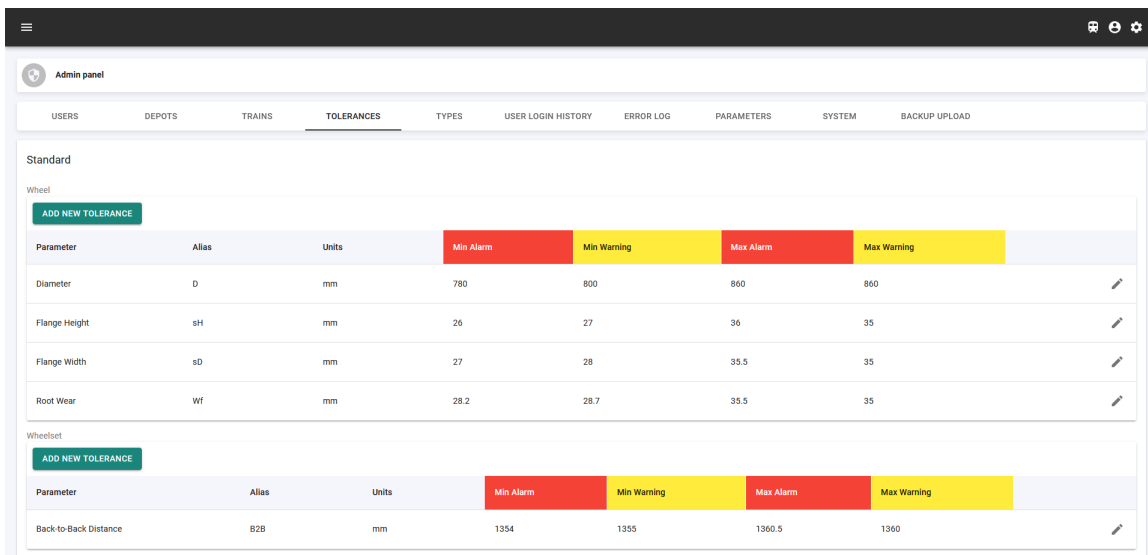 Admin panel
USERS DEPOTS TRAINS TOLERANCES TYPES USER LOGIN HISTORY ERROR LOG PARAMETERS SYSTEM BACKUP UPLOAD
Standard
Wheel
ADD NEW TOLERANCE
Parameter Alias Units Min Alarm Min Warning Max Alarm Max Warning
Diameter D mm 780 800 860 860
Flange Height sH mm 26 27 36 35
Flange Width sD mm 27 28 35.5 35
Root Wear Wf mm 28.2 28.7 35.5 35
Wheelset
ADD NEW TOLERANCE
Parameter Alias Units Min Alarm Min Warning Max Alarm Max Warning
Back-to-Back Distance B2B mm 1354 1355 1360.5 1360